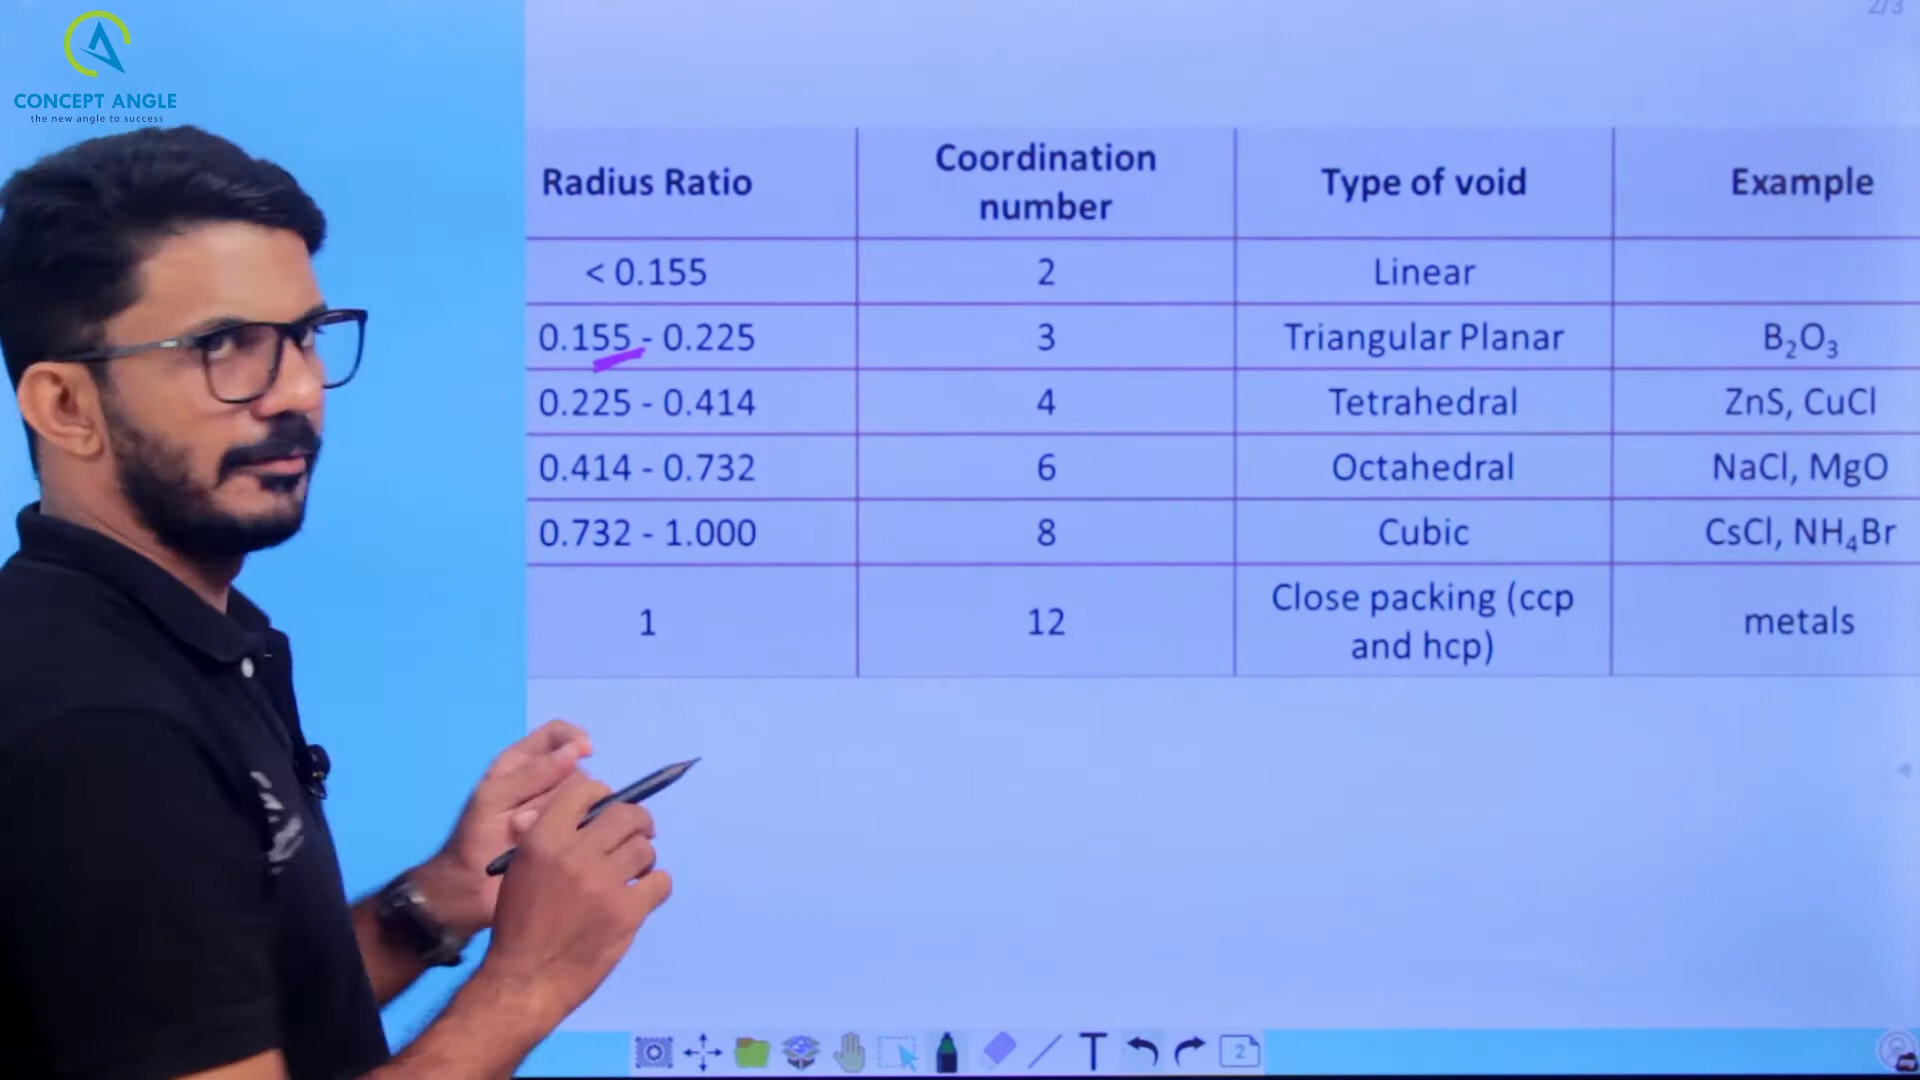 2/3
CONCEPT ANGLE
the new angle to success
Radius Ratio Coordination number Type of void Example
< 0.155 2 Linear
0.155 - 0.225 3 Triangular Planar B₂O₃
0.225 - 0.414 4 Tetrahedral ZnS, CuCl
0.414 - 0.732 6 Octahedral NaCl, MgO
0.732 - 1.000 8 Cubic CsCl, NH₄Br
1 12 Close packing (ccp and hcp) metals
T
2